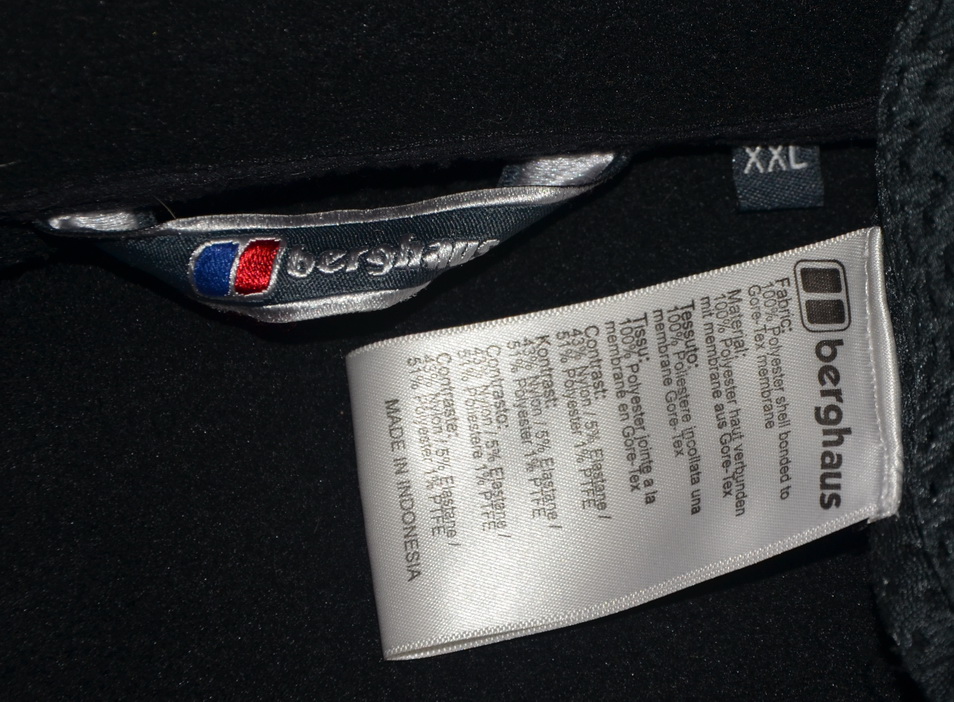 berghaus
XXL
berghaus
Fabric:
100% Polyester shell bonded to
Gore-Tex membrane
Material:
100% Polyester haut verbunden
mit membrane aus Gore-Tex
Tessuto:
100% Poliestere incollata una
membrane Gore-Tex
Tissu:
100% Polyester jointe a la
membrane en Gore-Tex
Contrast:
43% Nylon / 5% Elastane /
51% Polyester 1% PTFE
Kontrast:
43% Nylon / 5% Elastane /
51% Polyester 1% PTFE
Contrasto:
43% Nylon / 5% Elastane /
51% Polyester 1% PTFE
Contraste:
43% Nylon / 5% Elastane /
51% Polyester 1% PTFE
MADE IN INDONESIA